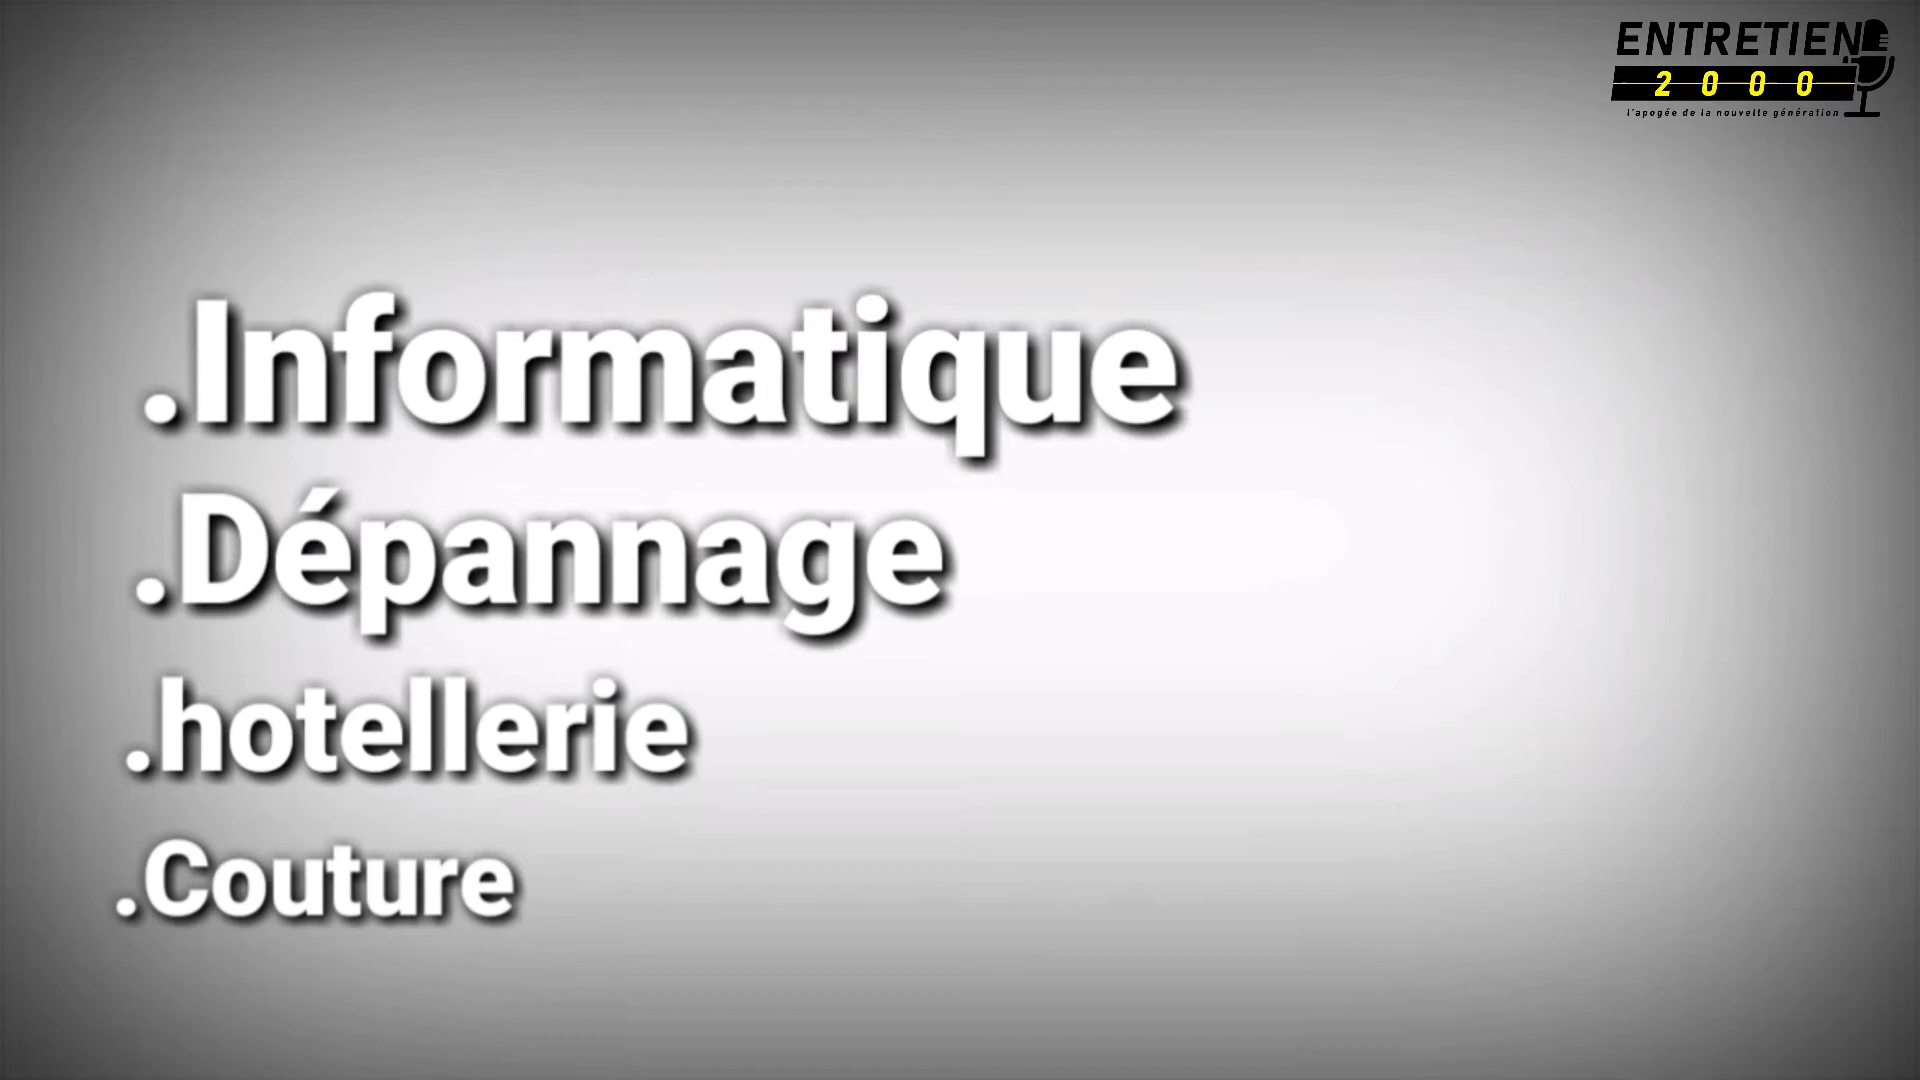 ENTRETIEN
2000
l'apogée de la nouvelle génération
.Informatique
.Dépannage
.hotellerie
.Couture